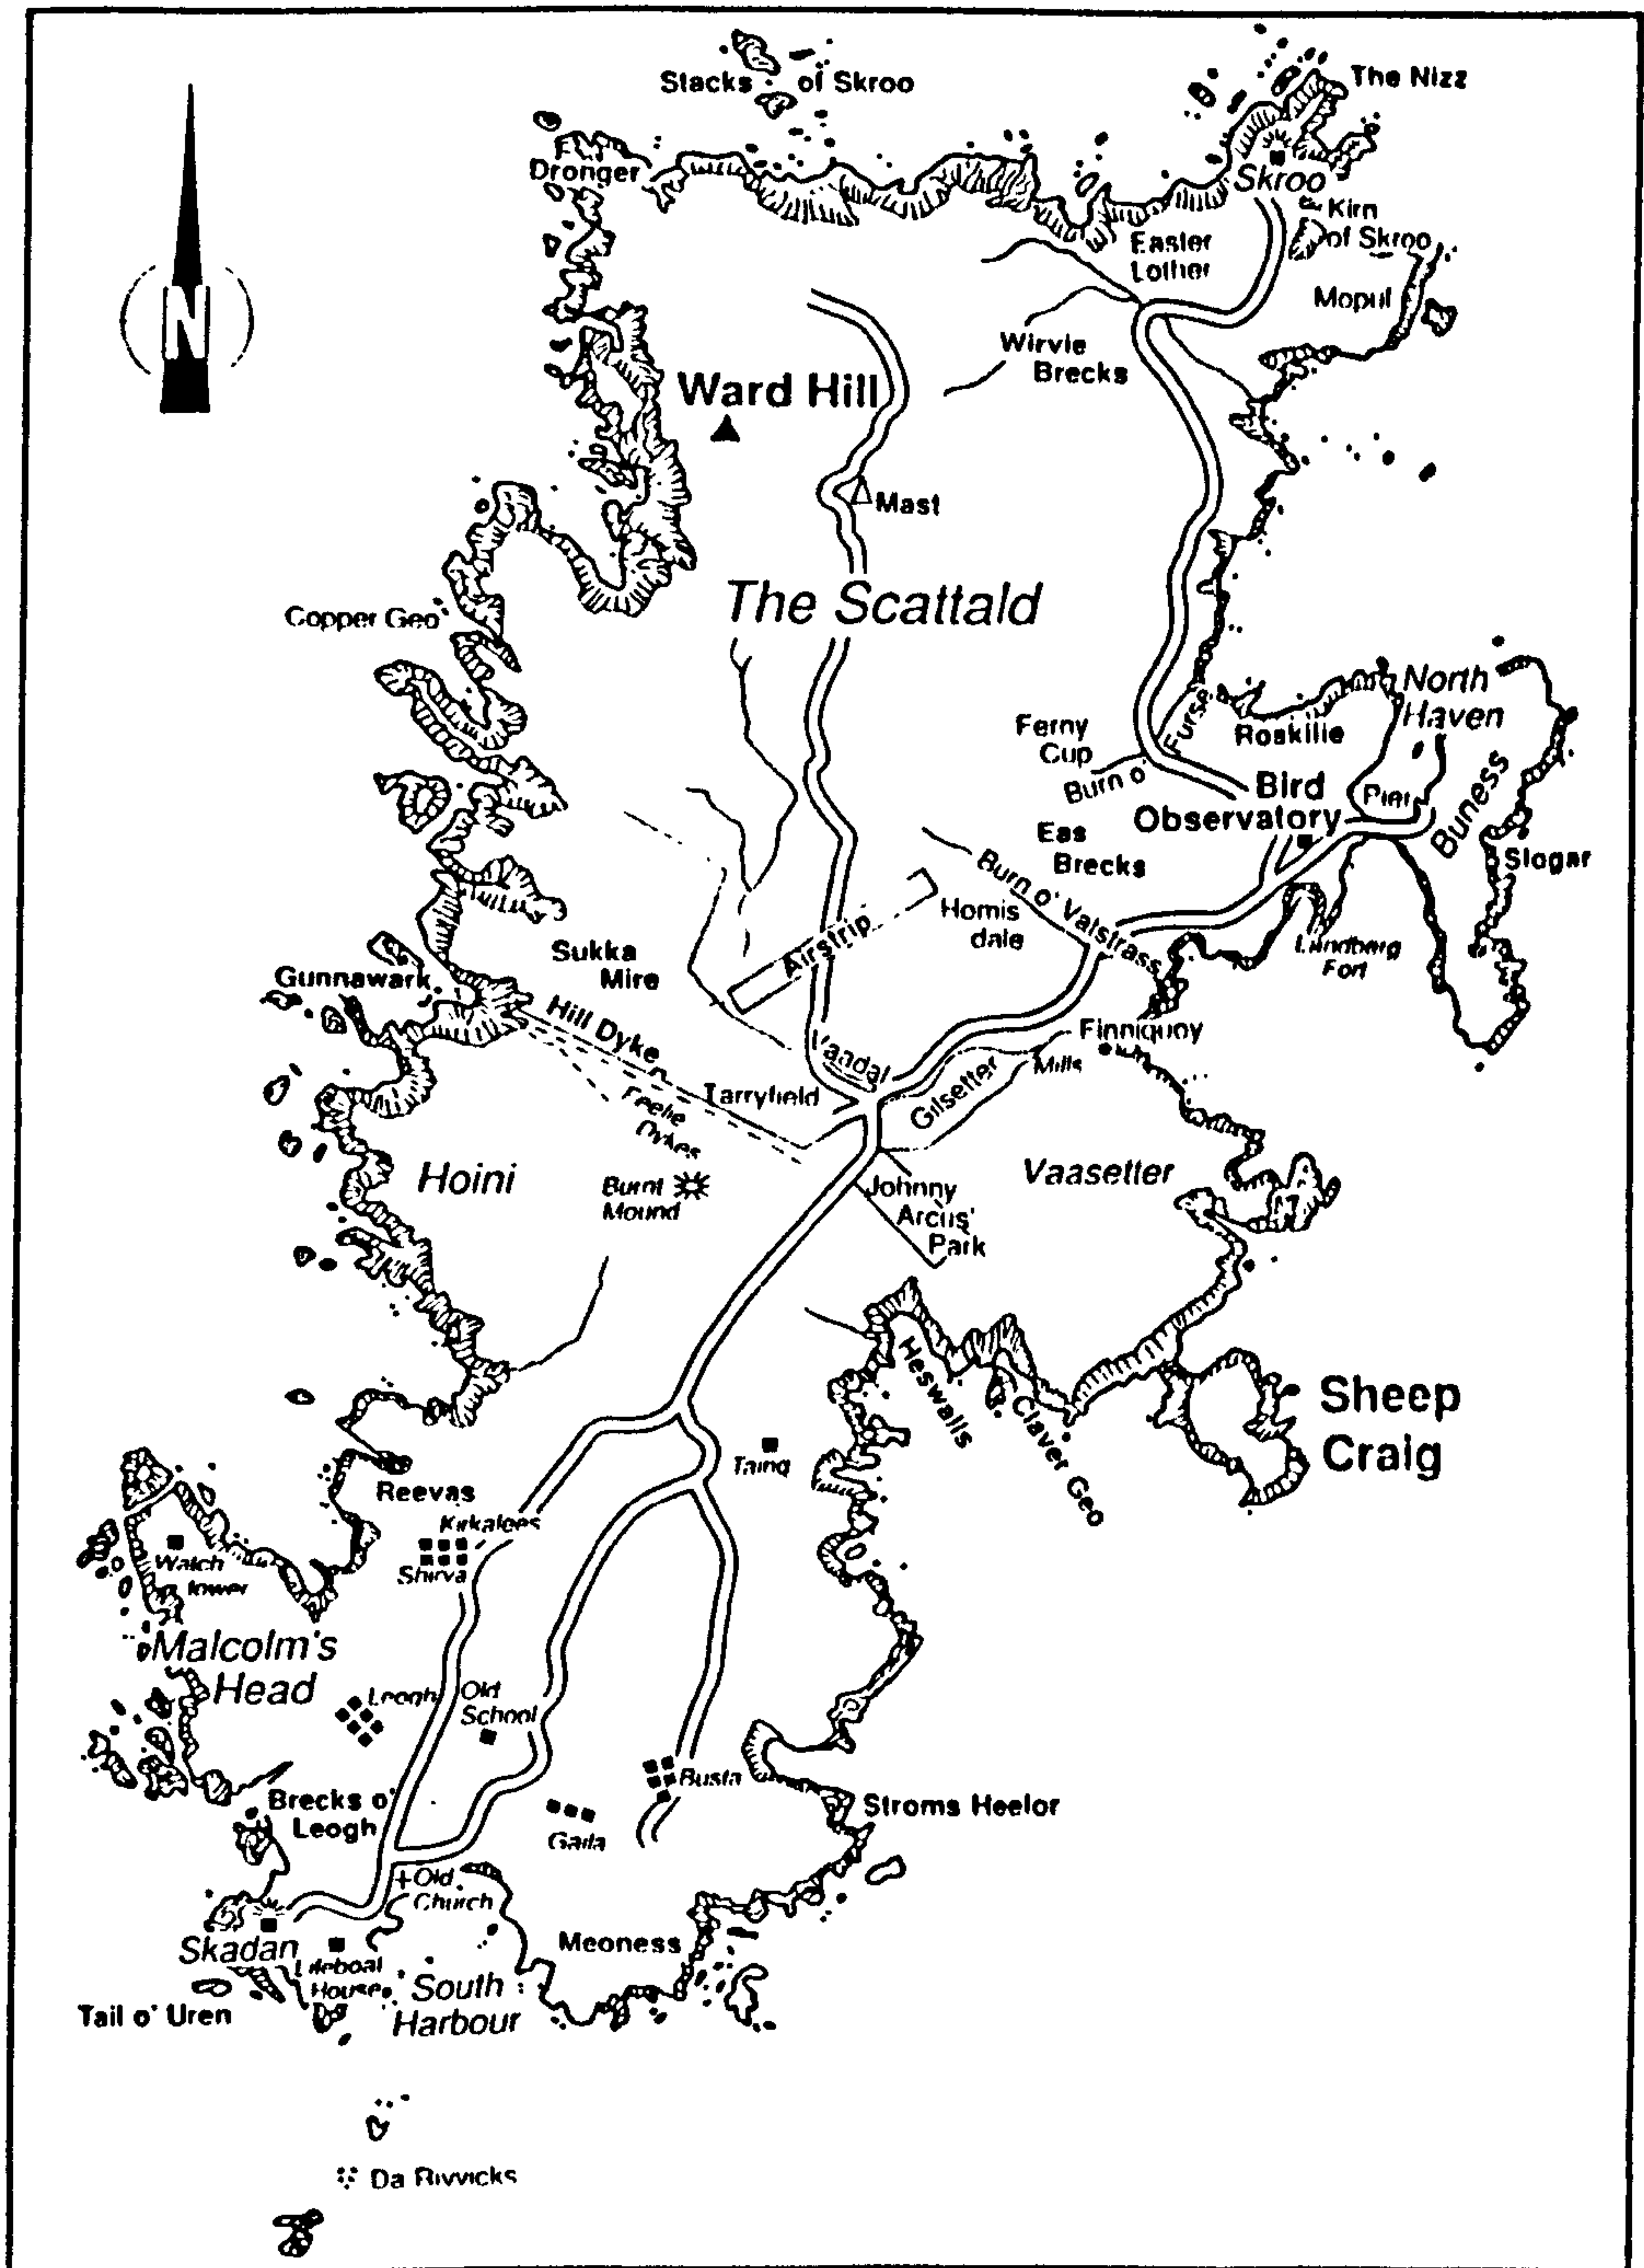 Stacks of Skroo
The Nizz
Dronger
Skroo
Kirn
of Skroo
Easter
Lother
Mopul
N
Wirvie
Brecks
Ward Hill
Mast
The Scattald
Copper Geo
North
Haven
Furse
Roskilie
Ferny
Cup
Burn o'
Bird
Observatory
Pier
Buness
Eas
Brecks
Slogar
Burn o' Valstrass
Homis
dale
Airstrip
Sukka
Mire
Landberg
Fort
Gunnawark
Hill Dyke
Finniquoy
Vaadal
Mills
Gilsetter
Tarryfield
Feelie
Dykes
Hoini
Burnt
Mound
Vaasetter
Johnny
Arcus'
Park
Heswalls
Claver Geo
Sheep
Craig
Taing
Reevas
Kirkalees
Shirva
Watch
tower
Malcolm's
Head
Leogh
Old
School
Busta
Brecks o'
Leogh
Stroms Heelor
Gaila
Old
Church
Skadan
Meoness
Lifeboat
House
South
Harbour
Tail o' Uren
Da Rivvicks